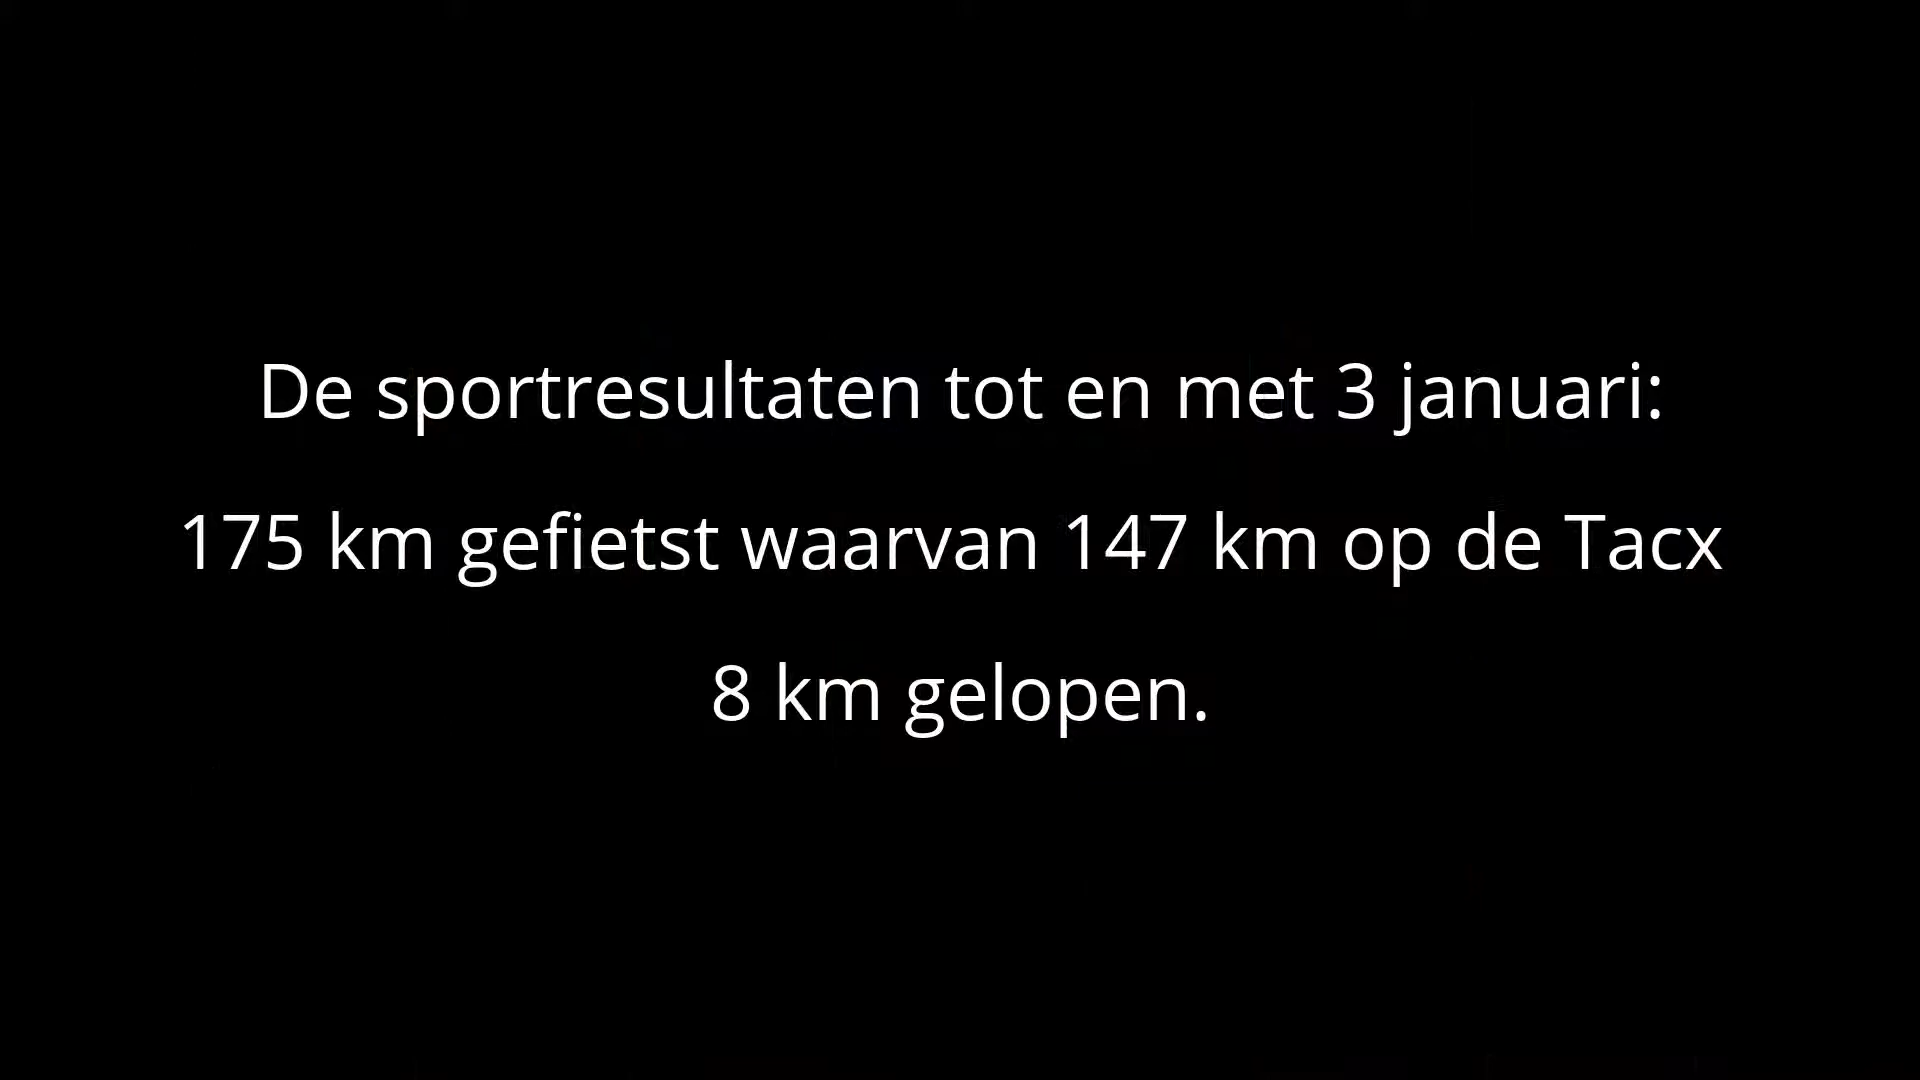 De sportresultaten tot en met 3 januari:
175 km gefietst waarvan 147 km op de Tacx
8 km gelopen.